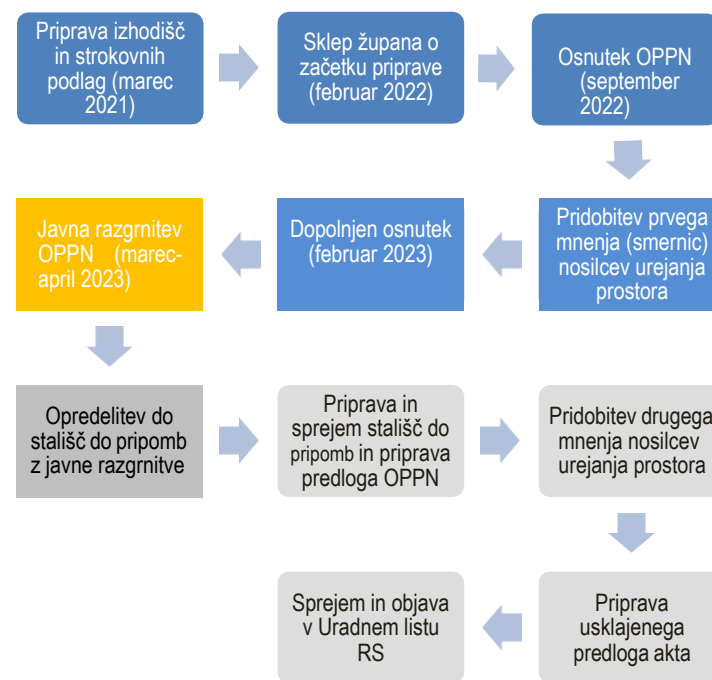 Priprava izhodišč
in strokovnih
podlag (marec
2021)
Sklep župana o
začetku priprave
(februar 2022)
Osnutek OPPN
(september
2022)
Pridobitev prvega
mnenja (smernic)
nosilcev urejanja
prostora
Dopolnjen osnutek
(februar 2023)
Javna razgrnitev
OPPN (marec-
april 2023)
Opredelitev do
stališč do pripomb
z javne razgrnitve
Priprava in
sprejem stališč do
pripomb in priprava
predloga OPPN
Pridobitev drugega
mnenja nosilcev
urejanja prostora
Priprava
usklajenega
predloga akta
Sprejem in objava
v Uradnem listu
RS